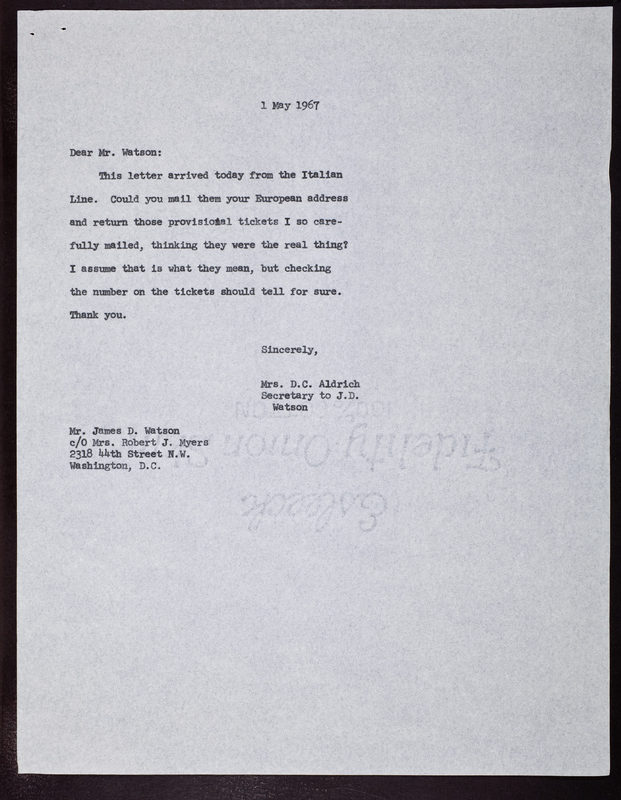 1 May 1967
Dear Mr. Watson:
This letter arrived today from the Italian
Line. Could you mail them your European address
and return those provisional tickets I so care-
fully mailed, thinking they were the real thing?
I assume that is what they mean, but checking
the number on the tickets should tell for sure.
Thank you.
Sincerely,
Mrs. D.C. Aldrich
Secretary to J.D.
Watson
Mr. James D. Watson
c/O Mrs. Robert J. Myers
2318 44th Street N.W.
Washington, D.C.
Fidelity Onion
Esleeck